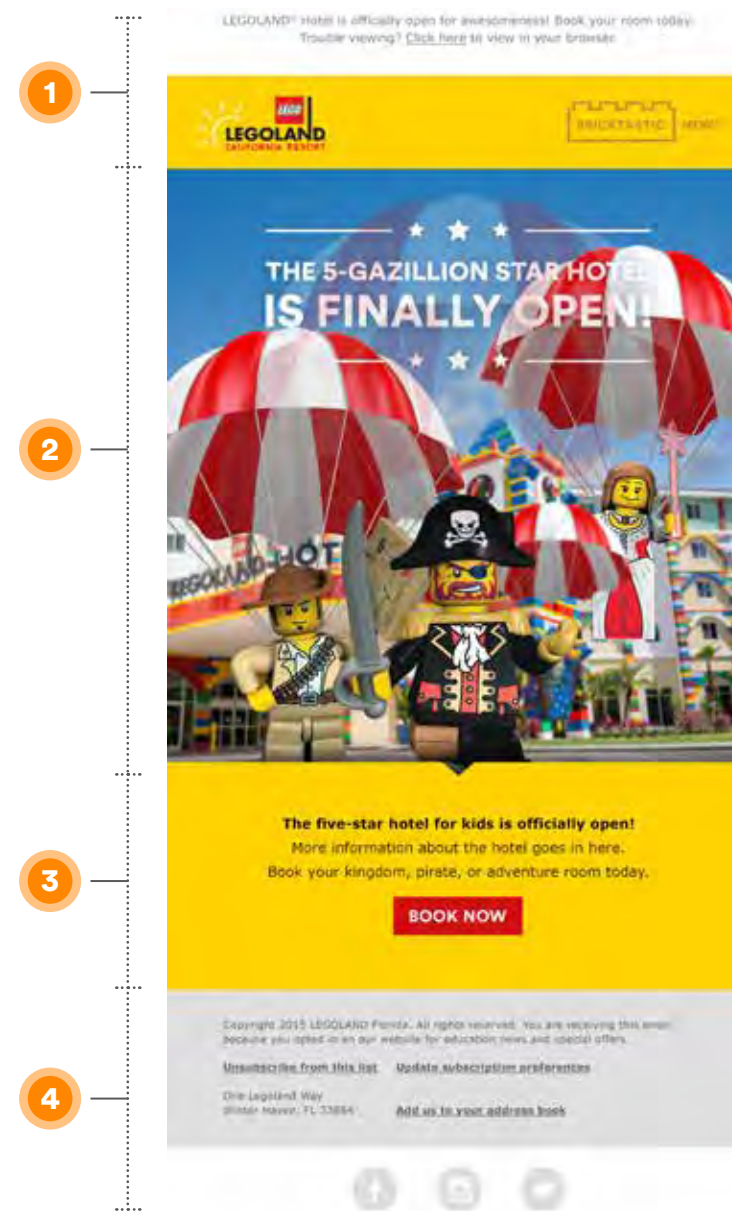 LEGOLAND® Hotel is officially open for awesomeness! Book your room today.
Trouble viewing? Click here to view in your browser.
1
LEGO
LEGOLAND
CALIFORNIA RESORT
BRICKTASTIC NEWS
THE 5-GAZILLION STAR HOTEL
IS FINALLY OPEN!
2
LEGOLAND HOT
The five-star hotel for kids is officially open!
More information about the hotel goes in here.
3
Book your kingdom, pirate, or adventure room today.
BOOK NOW
Copyright 2015 LEGOLAND Florida. All rights reserved. You are receiving this email
because you opted in on our website for education news and special offers.
Unsubscribe from this list Update subscription preferences
4
One Legoland Way
Winter Haven, FL 33884
Add us to your address book